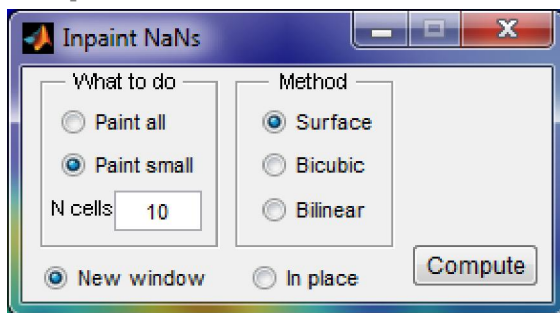 Inpaint NaNs
What to do
Paint all
Paint small
N cells 10
Method
Surface
Bicubic
Bilinear
New window
In place
Compute